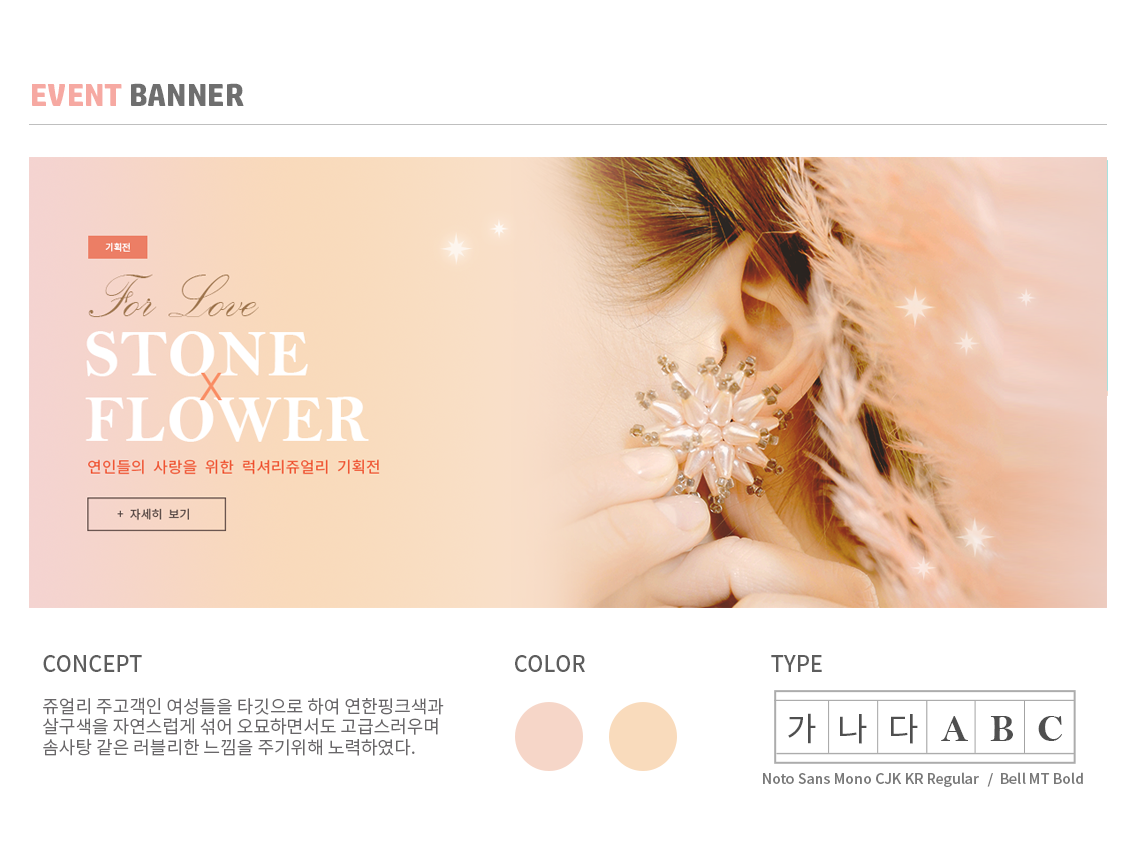 EVENT BANNER
기획전
For Love
STONE
X
FLOWER
연인들의 사랑을 위한 럭셔리쥬얼리 기획전
+ 자세히 보기
CONCEPT
쥬얼리 주고객인 여성들을 타깃으로 하여 연한핑크색과
살구색을 자연스럽게 섞어 오묘하면서도 고급스러우며
솜사탕 같은 러블리한 느낌을 주기위해 노력하였다.
COLOR
TYPE
가 나 다 A B C
Noto Sans Mono CJK KR Regular / Bell MT Bold